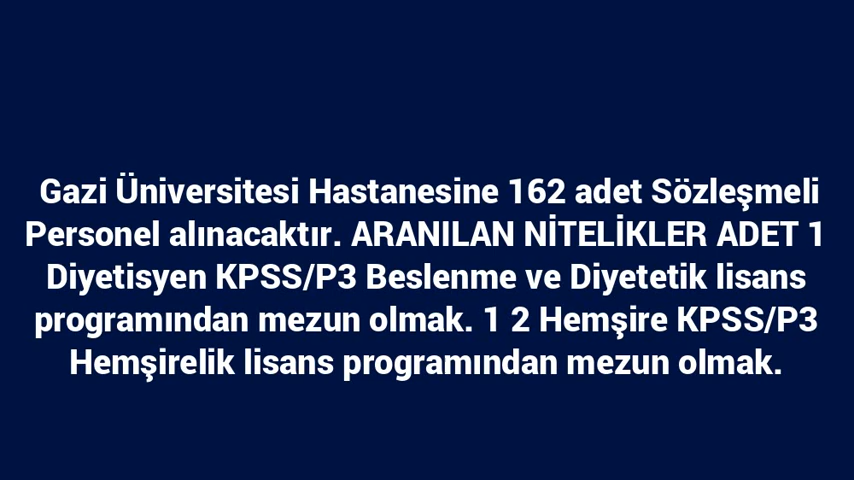 Gazi Üniversitesi Hastanesine 162 adet Sözleşmeli
Personel alınacaktır. ARANILAN NİTELİKLER ADET 1
Diyetisyen KPSS/P3 Beslenme ve Diyetetik lisans
programından mezun olmak. 1 2 Hemşire KPSS/P3
Hemşirelik lisans programından mezun olmak.